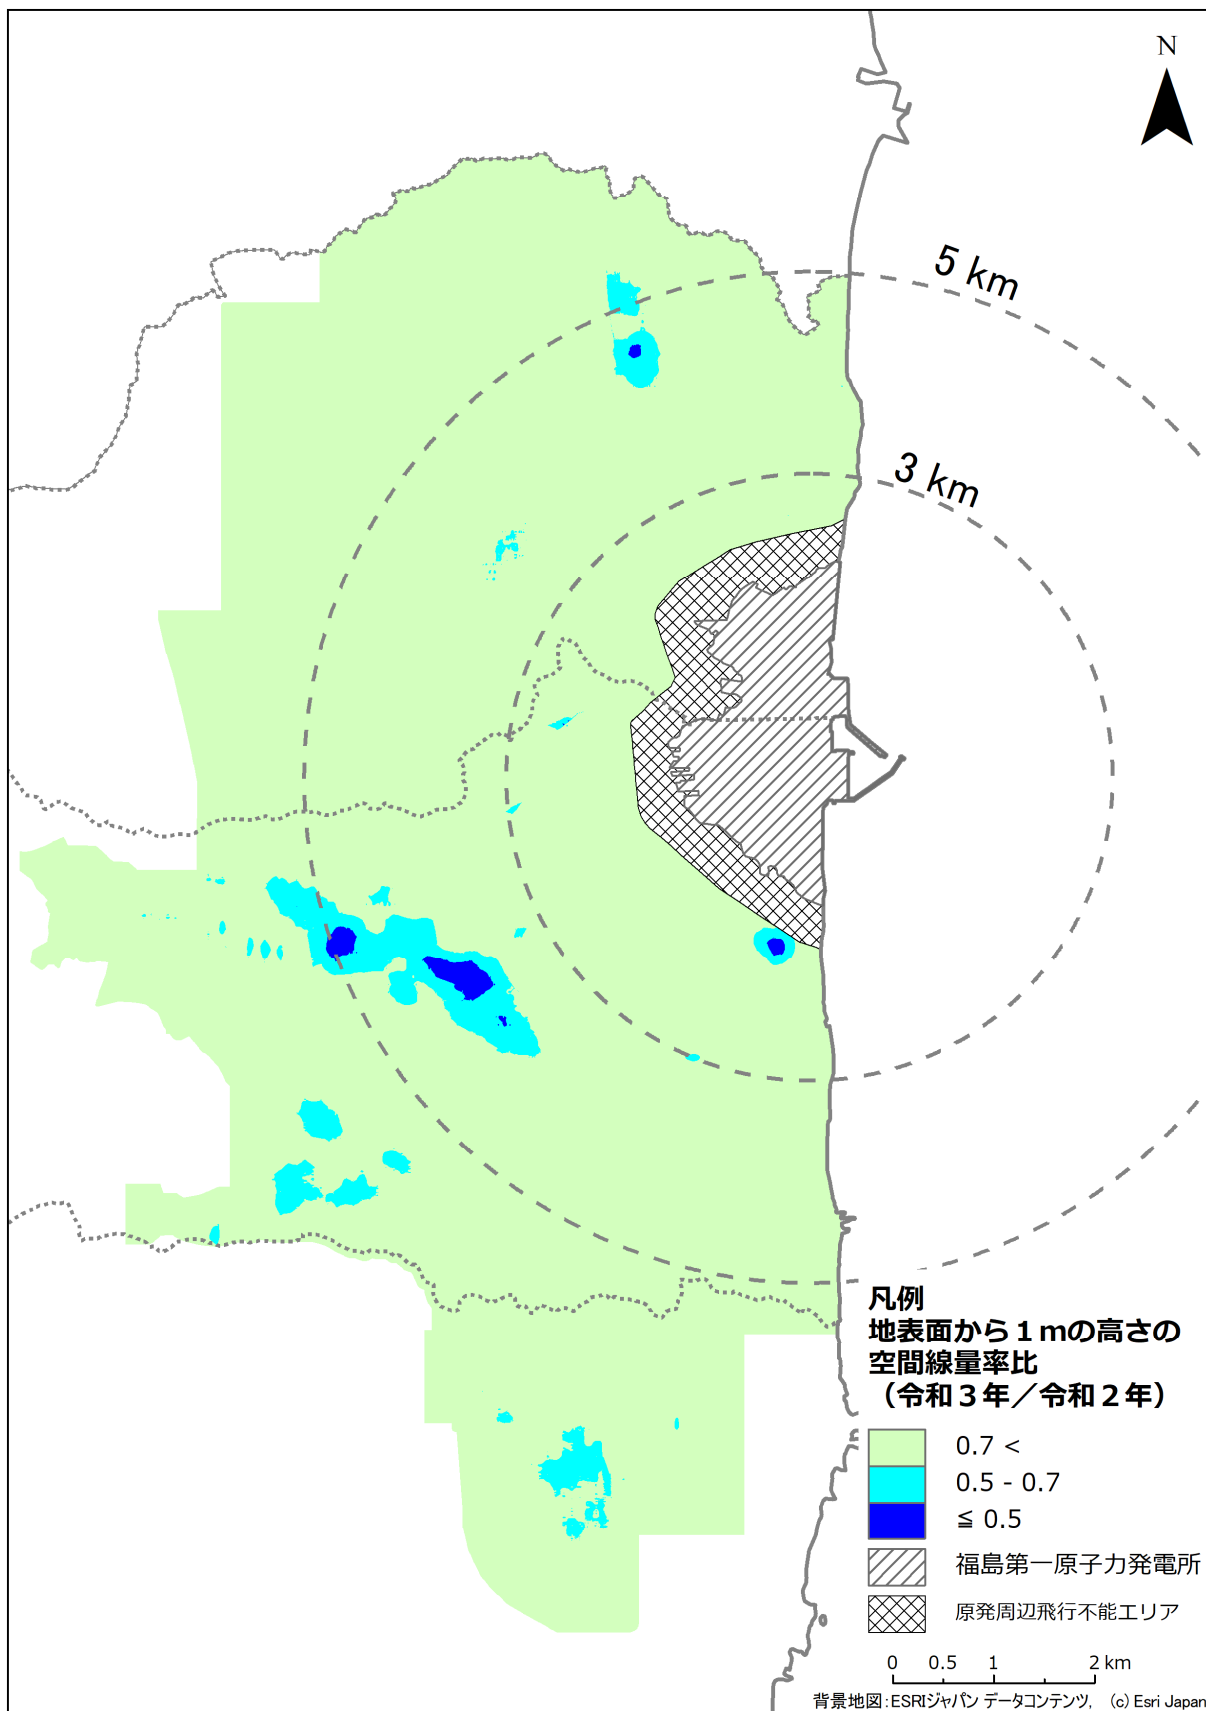 N
5 km
3 km
凡例
地表面から１ｍの高さの
空間線量率比
（令和３年／令和２年）
0.7 <
0.5 - 0.7
≦ 0.5
福島第一原子力発電所
原発周辺飛行不能エリア
0 0.5 1 2 km
背景地図:ESRIジャパン データコンテンツ, (c) Esri Japan